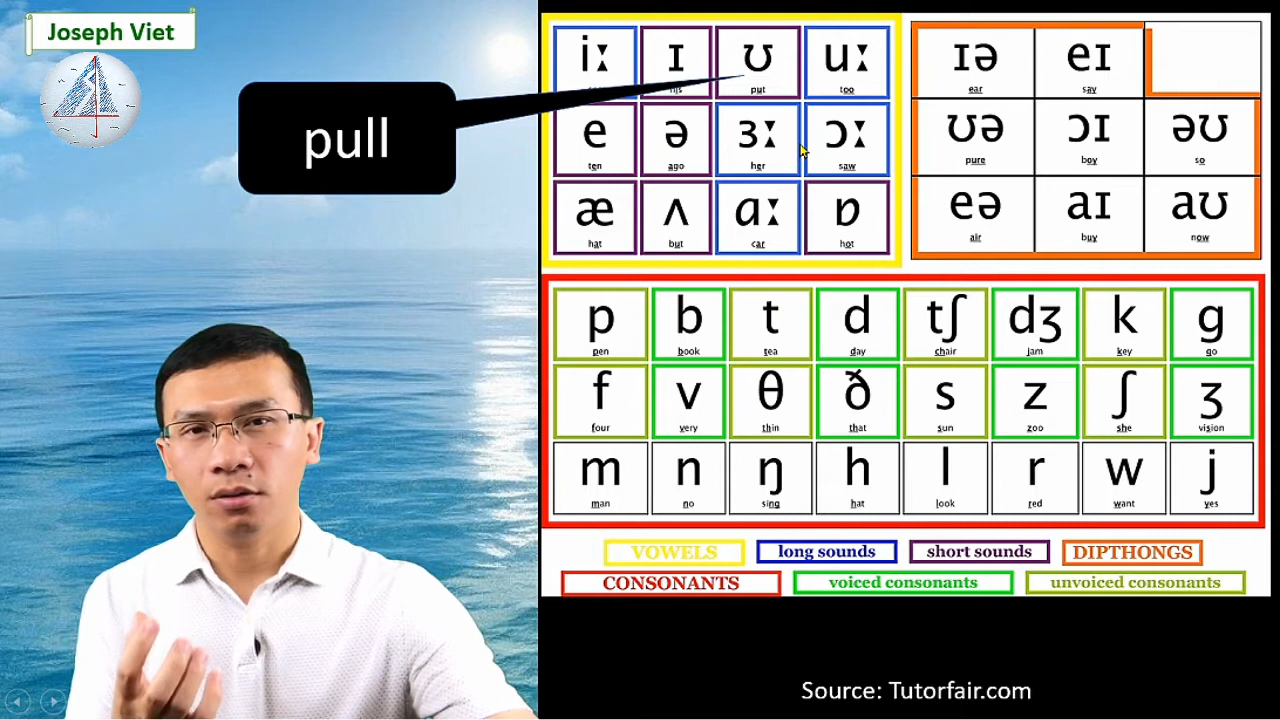 Joseph Viet
pull
iː ɪ ʊ uː
put too
e ə ɜː ɔː
ten ago her saw
æ ʌ ɑː ɒ
hat but car hot
ɪə eɪ
ear say
ʊə ɔɪ əʊ
pure boy so
eə aɪ aʊ
air buy now
p b t d tʃ dʒ k g
pen book tea day chair jam key go
f v θ ð s z ʃ ʒ
four very thin that sun zoo she vision
m n ŋ h l r w j
man no sing hat look red want yes
VOWELS long sounds short sounds DIPTHONGS
CONSONANTS voiced consonants unvoiced consonants
Source: Tutorfair.com